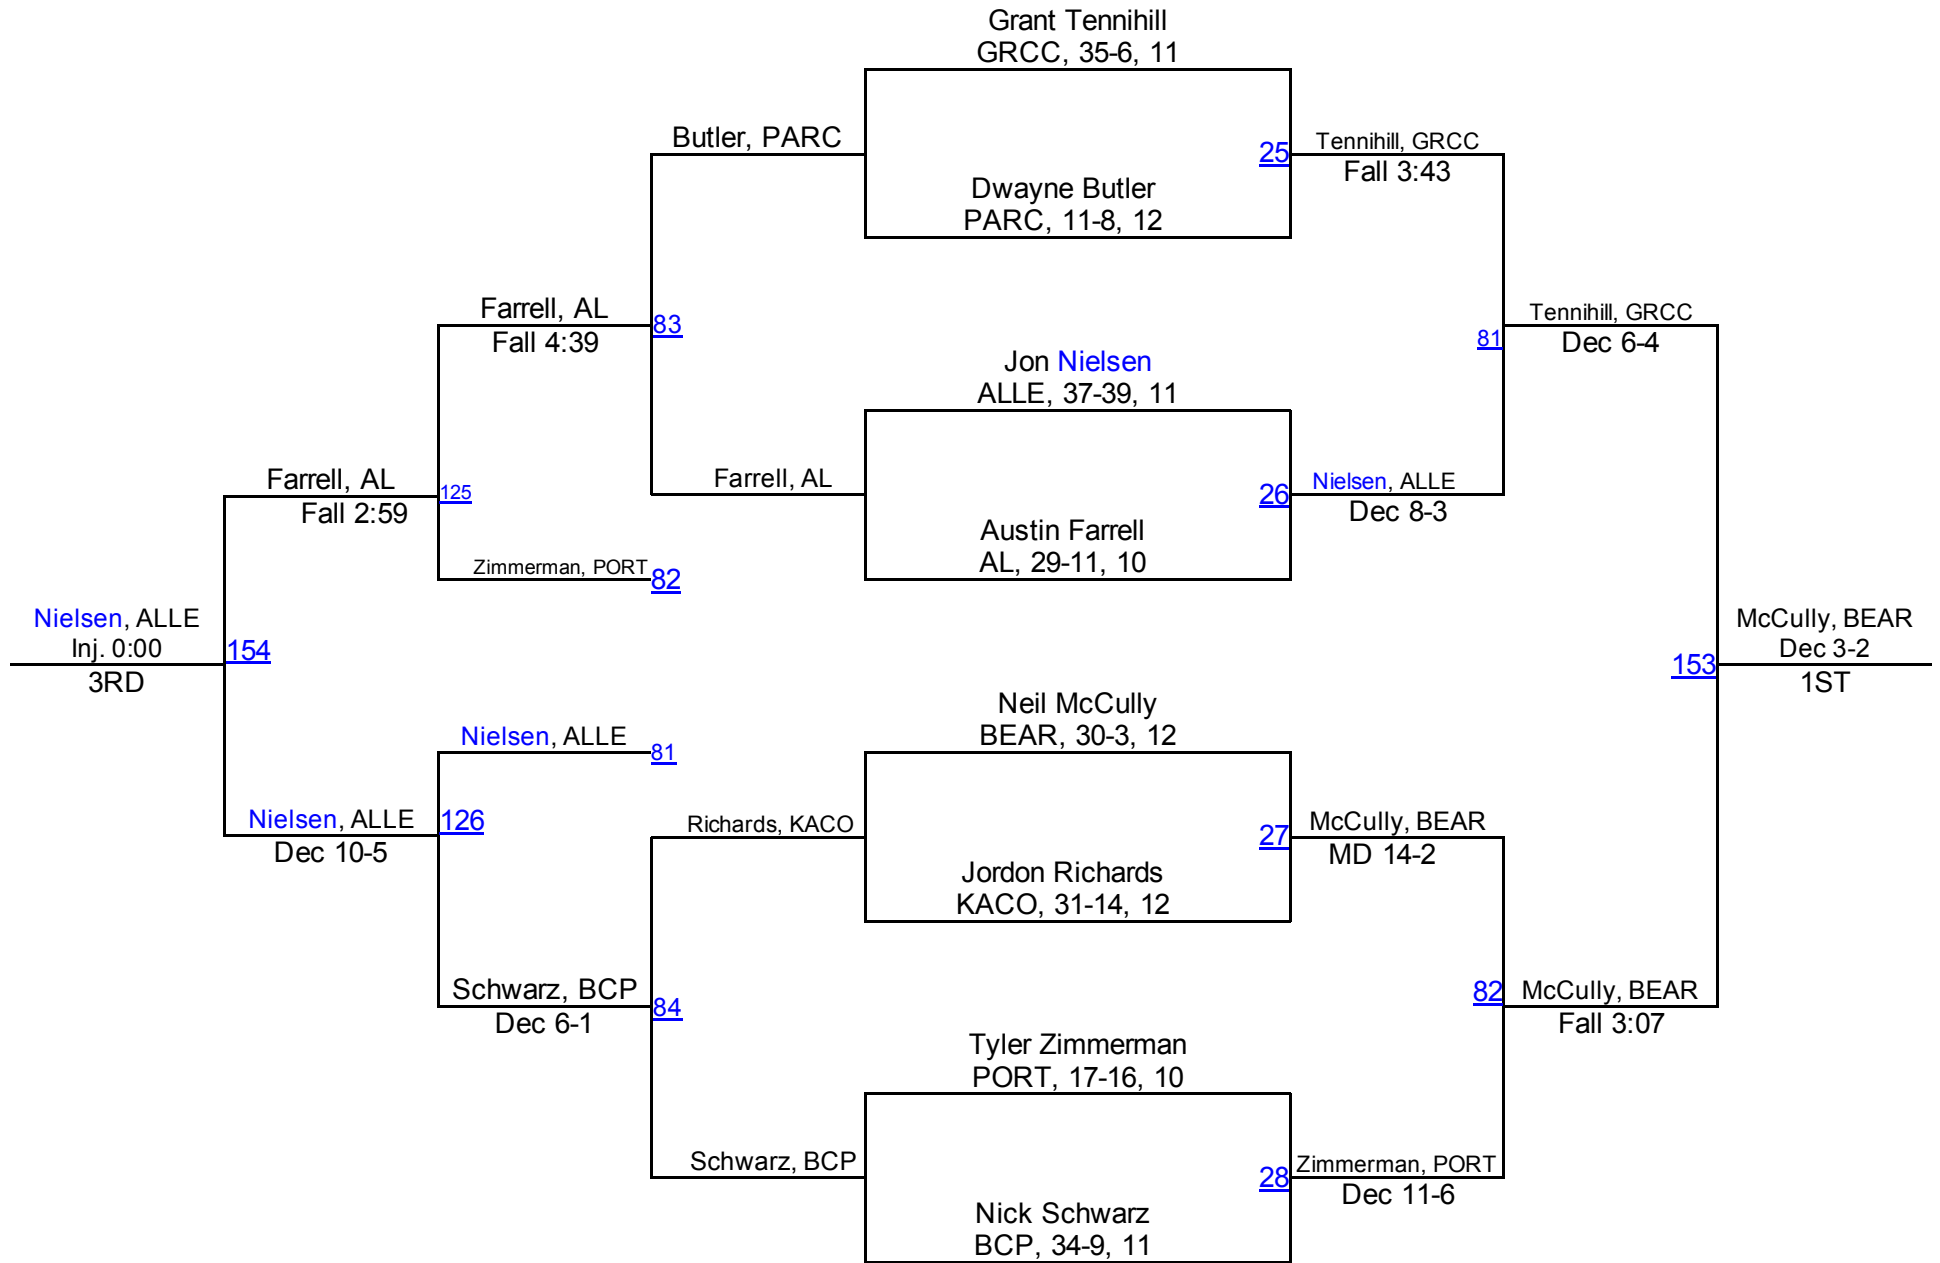 Grant Tennihill
GRCC, 35-6, 11
Butler, PARC
25
Tennihill, GRCC
Fall 3:43
Dwayne Butler
PARC, 11-8, 12
Farrell, AL
Fall 4:39
83
81
Tennihill, GRCC
Dec 6-4
Jon Nielsen
ALLE, 37-39, 11
Farrell, AL
Fall 2:59
125
Farrell, AL
26
Nielsen, ALLE
Dec 8-3
Austin Farrell
AL, 29-11, 10
Zimmerman, PORT
82
Nielsen, ALLE
Inj. 0:00
3RD
154
153
McCully, BEAR
Dec 3-2
1ST
Neil McCully
BEAR, 30-3, 12
Nielsen, ALLE
81
Nielsen, ALLE
Dec 10-5
126
Richards, KACO
27
McCully, BEAR
MD 14-2
Jordon Richards
KACO, 31-14, 12
Schwarz, BCP
Dec 6-1
84
82
McCully, BEAR
Fall 3:07
Tyler Zimmerman
PORT, 17-16, 10
Schwarz, BCP
28
Zimmerman, PORT
Dec 11-6
Nick Schwarz
BCP, 34-9, 11